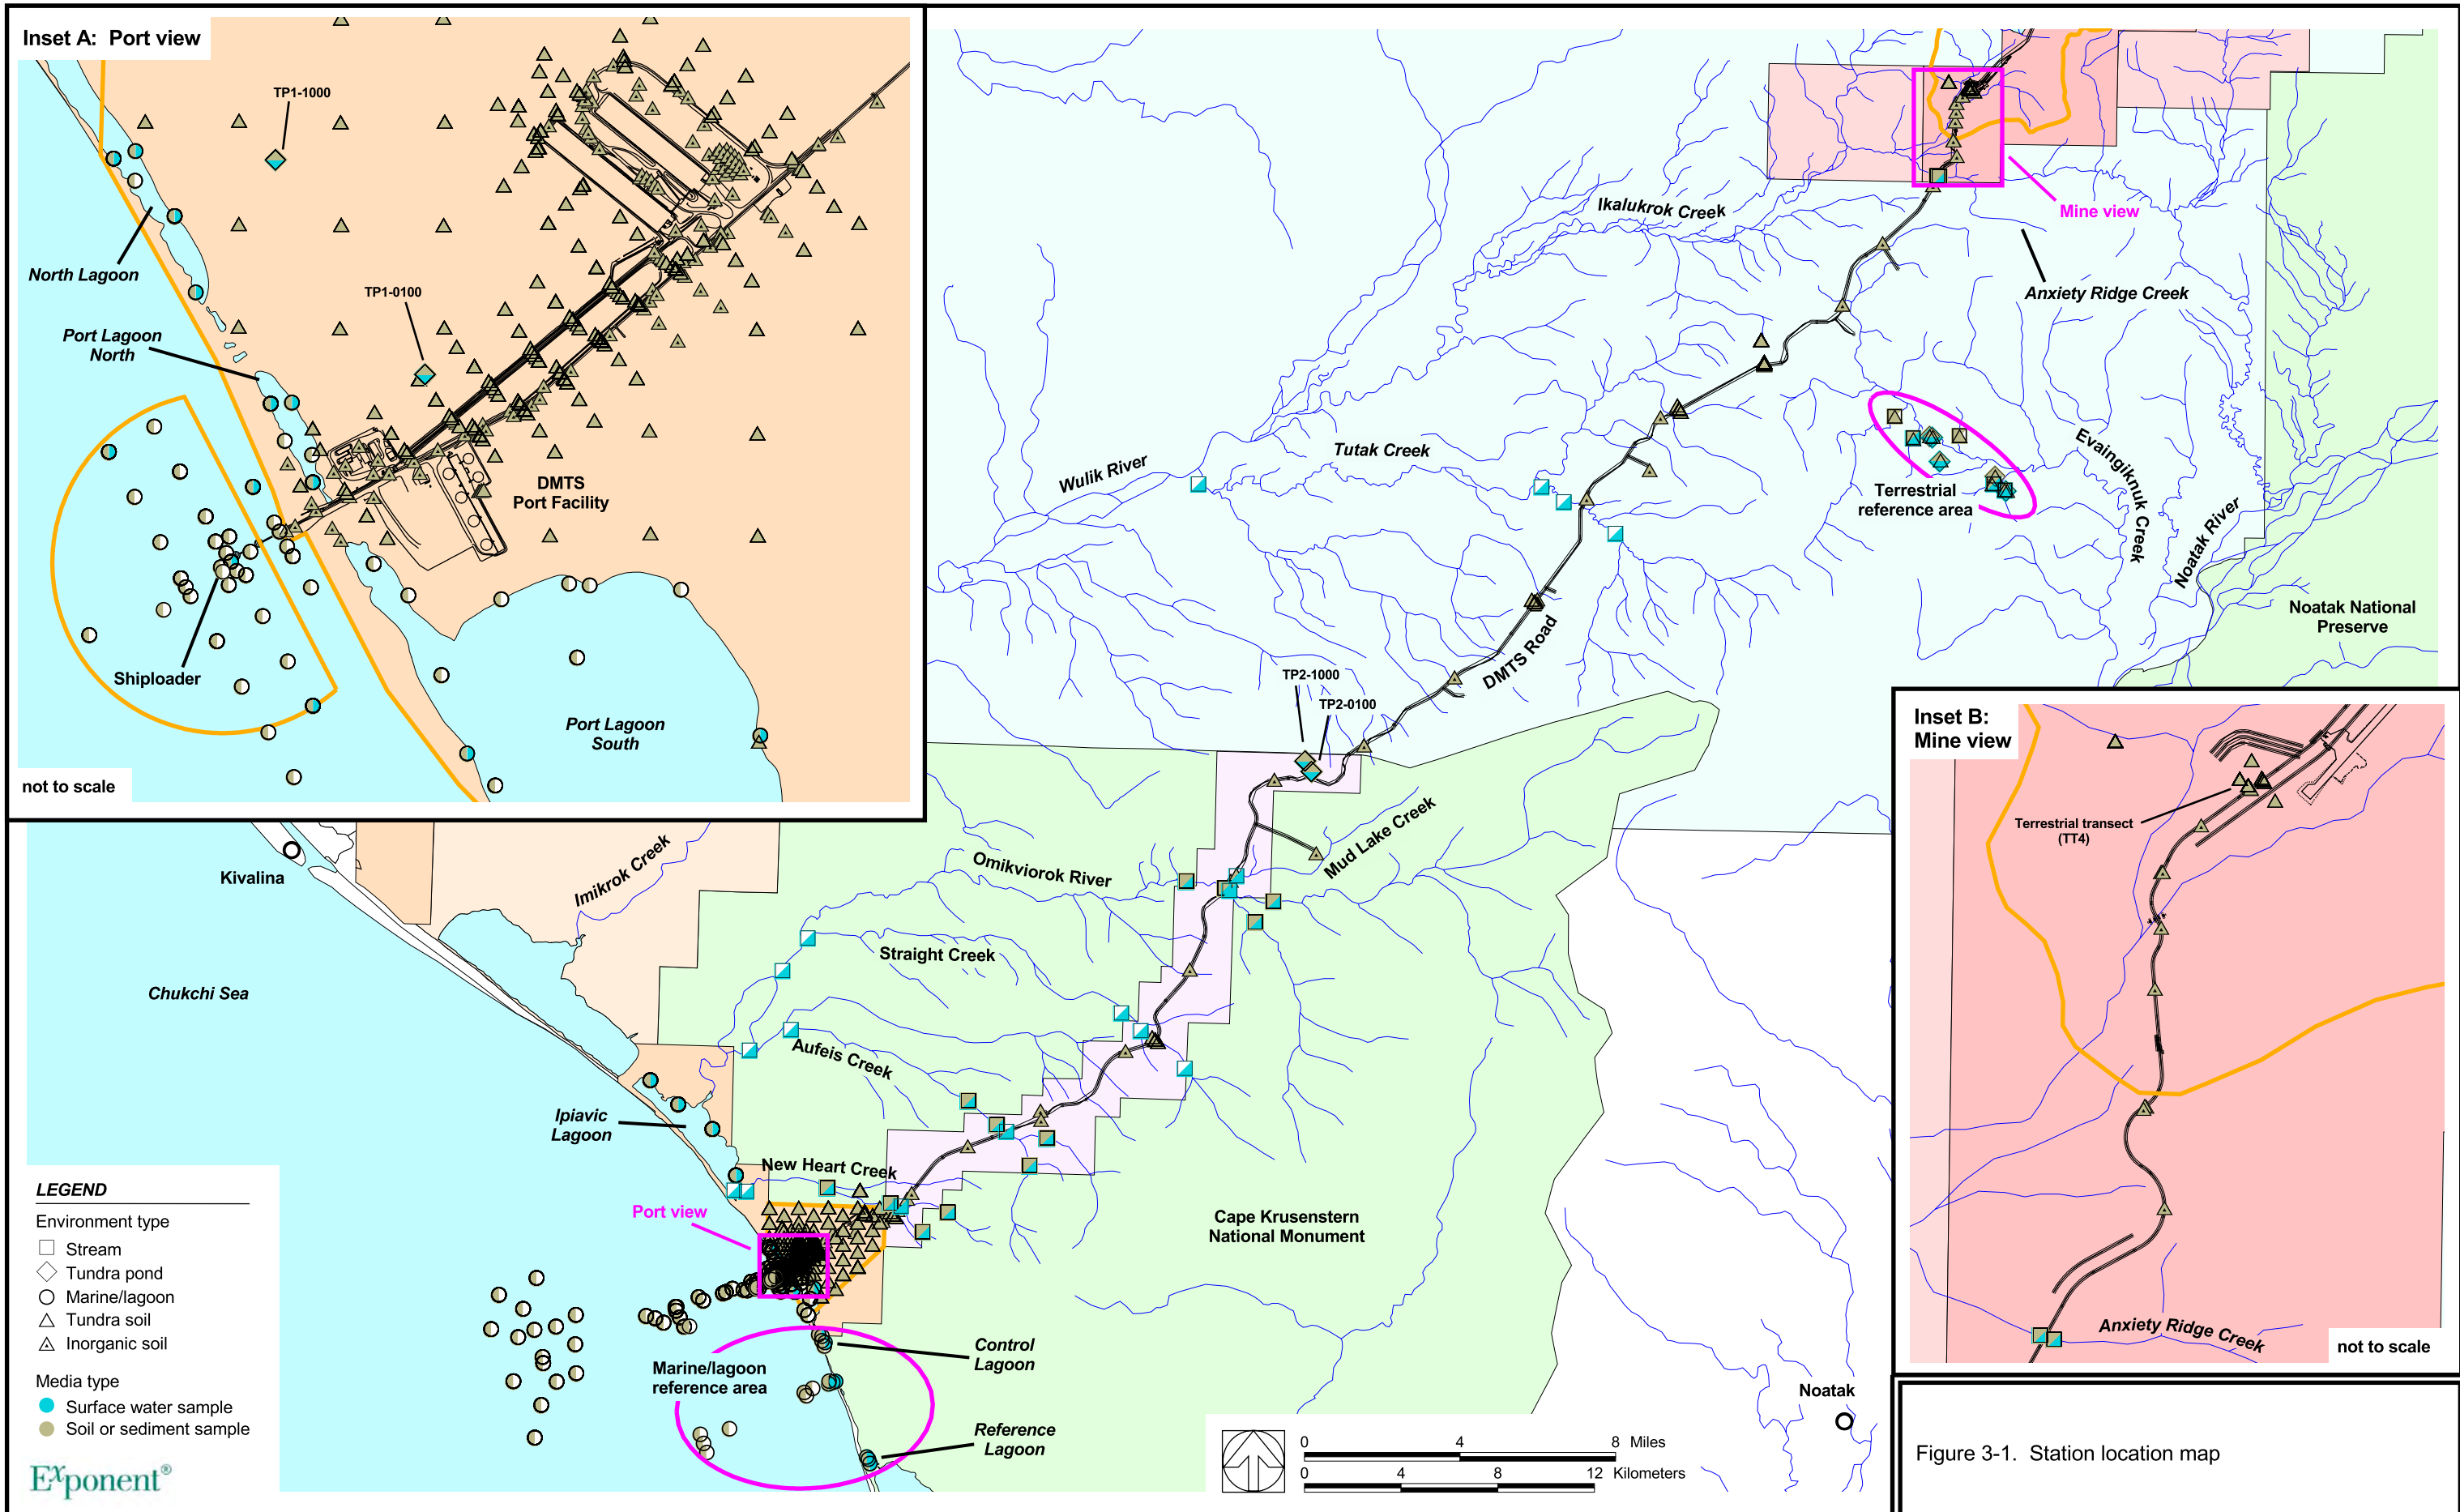 Inset A: Port view
TP1-1000
North Lagoon
TP1-0100
Port Lagoon
North
DMTS
Port Facility
Shiploader
Port Lagoon
South
not to scale
Ikalukrok Creek
Mine view
Anxiety Ridge Creek
Wulik River
Tutak Creek
Terrestrial
reference area
Evaingiknuk Creek
Noatak River
Noatak National
Preserve
DMTS Road
TP2-1000
TP2-0100
Inset B:
Mine view
Terrestrial transect
(TT4)
Anxiety Ridge Creek
not to scale
Kivalina
Imikrok Creek
Omikviorok River
Mud Lake Creek
Straight Creek
Chukchi Sea
Aufeis Creek
Ipiavic
Lagoon
New Heart Creek
Port view
Cape Krusenstern
National Monument
Control
Lagoon
Marine/lagoon
reference area
Reference
Lagoon
Noatak
LEGEND
Environment type
Stream
Tundra pond
Marine/lagoon
Tundra soil
Inorganic soil
Media type
Surface water sample
Soil or sediment sample
Exponent®
0 4 8 Miles
0 4 8 12 Kilometers
Figure 3-1. Station location map